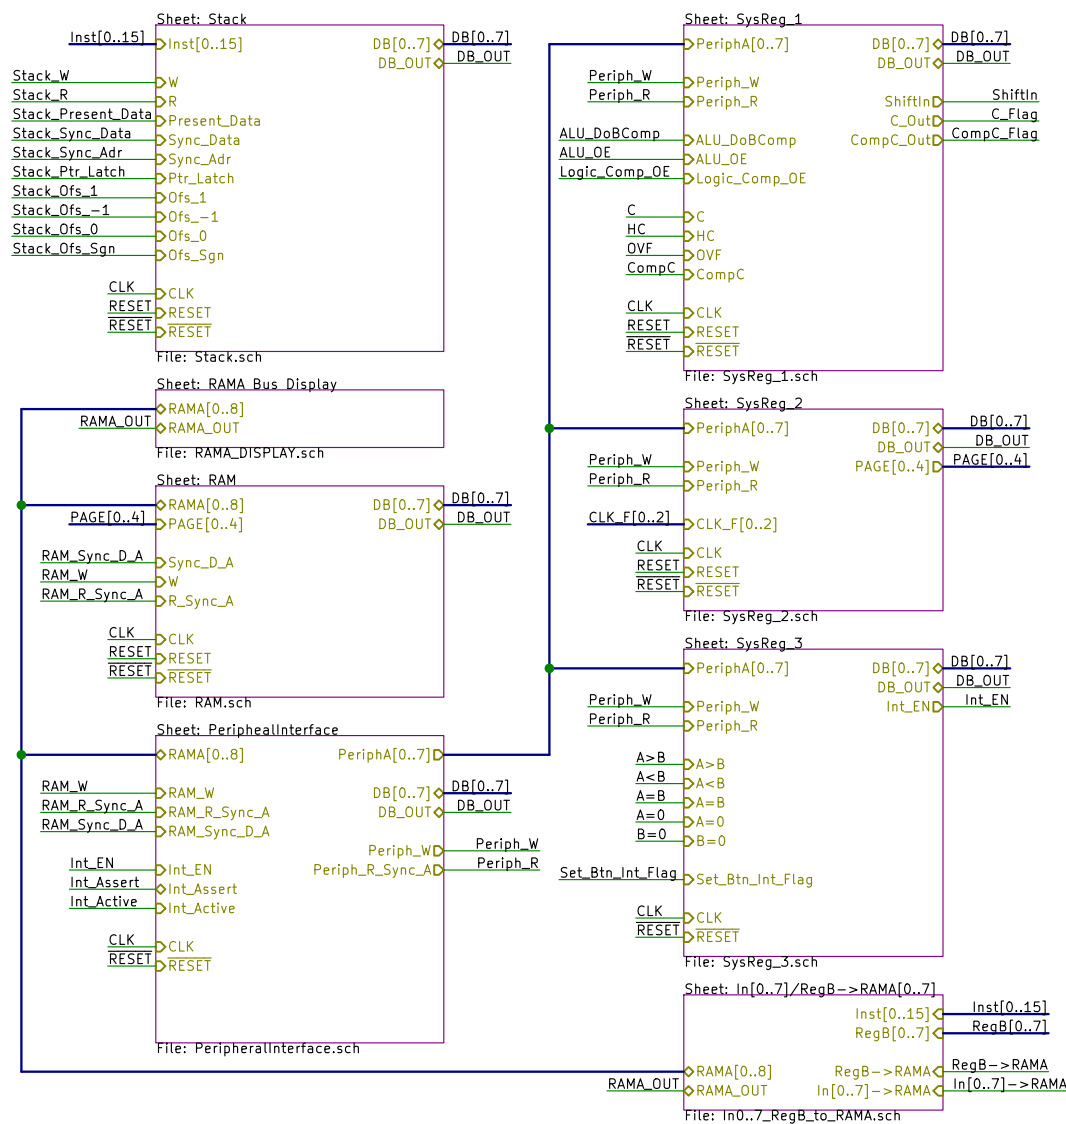 Sheet: Stack
Inst[0..15] Inst[0..15] DB[0..7] DB[0..7]
DB_OUT DB_OUT
Stack_W W
Stack_R R
Stack_Present_Data Present_Data
Stack_Sync_Data Sync_Data
Stack_Sync_Adr Sync_Adr
Stack_Ptr_Latch Ptr_Latch
Stack_Ofs_1 Ofs_1
Stack_Ofs_-1 Ofs_-1
Stack_Ofs_0 Ofs_0
Stack_Ofs_Sgn Ofs_Sgn
CLK CLK
RESET RESET
RESET RESET
File: Stack.sch
Sheet: RAMA_Bus_Display
RAMA[0..8]
RAMA_OUT RAMA_OUT
File: RAMA_DISPLAY.sch
Sheet: RAM
RAMA[0..8] DB[0..7] DB[0..7]
PAGE[0..4] PAGE[0..4] DB_OUT DB_OUT
RAM_Sync_D_A Sync_D_A
RAM_W W
RAM_R_Sync_A R_Sync_A
CLK CLK
RESET RESET
RESET RESET
File: RAM.sch
Sheet: PeriphealInterface
RAMA[0..8] PeriphA[0..7]
RAM_W RAM_W DB[0..7] DB[0..7]
RAM_R_Sync_A RAM_R_Sync_A DB_OUT DB_OUT
RAM_Sync_D_A RAM_Sync_D_A
Periph_W Periph_W
Int_EN Int_EN Periph_R_Sync_A Periph_R
Int_Assert Int_Assert
Int_Active Int_Active
CLK CLK
RESET RESET
File: PeripheralInterface.sch
Sheet: SysReg_1
PeriphA[0..7] DB[0..7] DB[0..7]
DB_OUT DB_OUT
Periph_W Periph_W
Periph_R Periph_R ShiftIn ShiftIn
C_Out C_Flag
ALU_DoBComp ALU_DoBComp CompC_Out CompC_Flag
ALU_OE ALU_OE
Logic_Comp_OE Logic_Comp_OE
C C
HC HC
OVF OVF
CompC CompC
CLK CLK
RESET RESET
RESET RESET
File: SysReg_1.sch
Sheet: SysReg_2
PeriphA[0..7] DB[0..7] DB[0..7]
DB_OUT DB_OUT
Periph_W Periph_W PAGE[0..4] PAGE[0..4]
Periph_R Periph_R
CLK_F[0..2] CLK_F[0..2]
CLK CLK
RESET RESET
RESET RESET
File: SysReg_2.sch
Sheet: SysReg_3
PeriphA[0..7] DB[0..7] DB[0..7]
DB_OUT DB_OUT
Periph_W Periph_W Int_EN Int_EN
Periph_R Periph_R
A>B A>B
A<B A<B
A=B A=B
A=0 A=0
B=0 B=0
Set_Btn_Int_Flag Set_Btn_Int_Flag
CLK CLK
RESET RESET
File: SysReg_3.sch
Sheet: In[0..7]/RegB->RAMA[0..7]
Inst[0..15] Inst[0..15]
RegB[0..7] RegB[0..7]
RAMA[0..8] RegB->RAMA RegB->RAMA
RAMA_OUT RAMA_OUT In[0..7]->RAMA In[0..7]->RAMA
File: In0..7_RegB_to_RAMA.sch